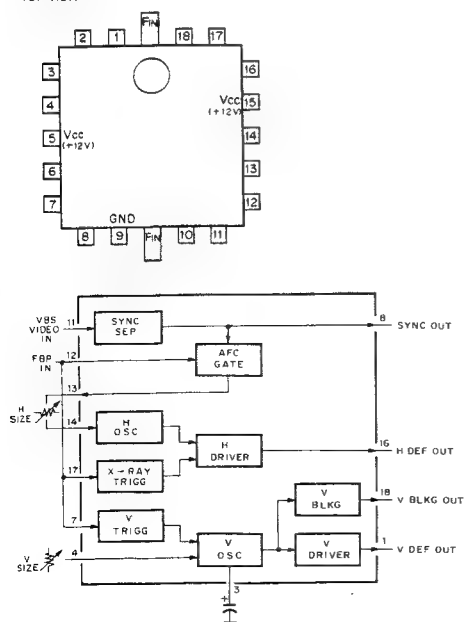 2 1 FIN 18 17
3 16
4 VCC (+12V) 15
5 VCC (+12V) 14
6 13
7 12
GND
8 9 FIN 10 11
VBS VIDEO IN 11 SYNC SEP 8 SYNC OUT
FBP IN 12 AFC GATE
13
H SIZE
14 H OSC
H DRIVER 16 H DEF OUT
17 X-RAY TRIGG
V BLKG 18 V BLKG OUT
7 V TRIGG
V SIZE 4 V OSC V DRIVER 1 V DEF OUT
3
+